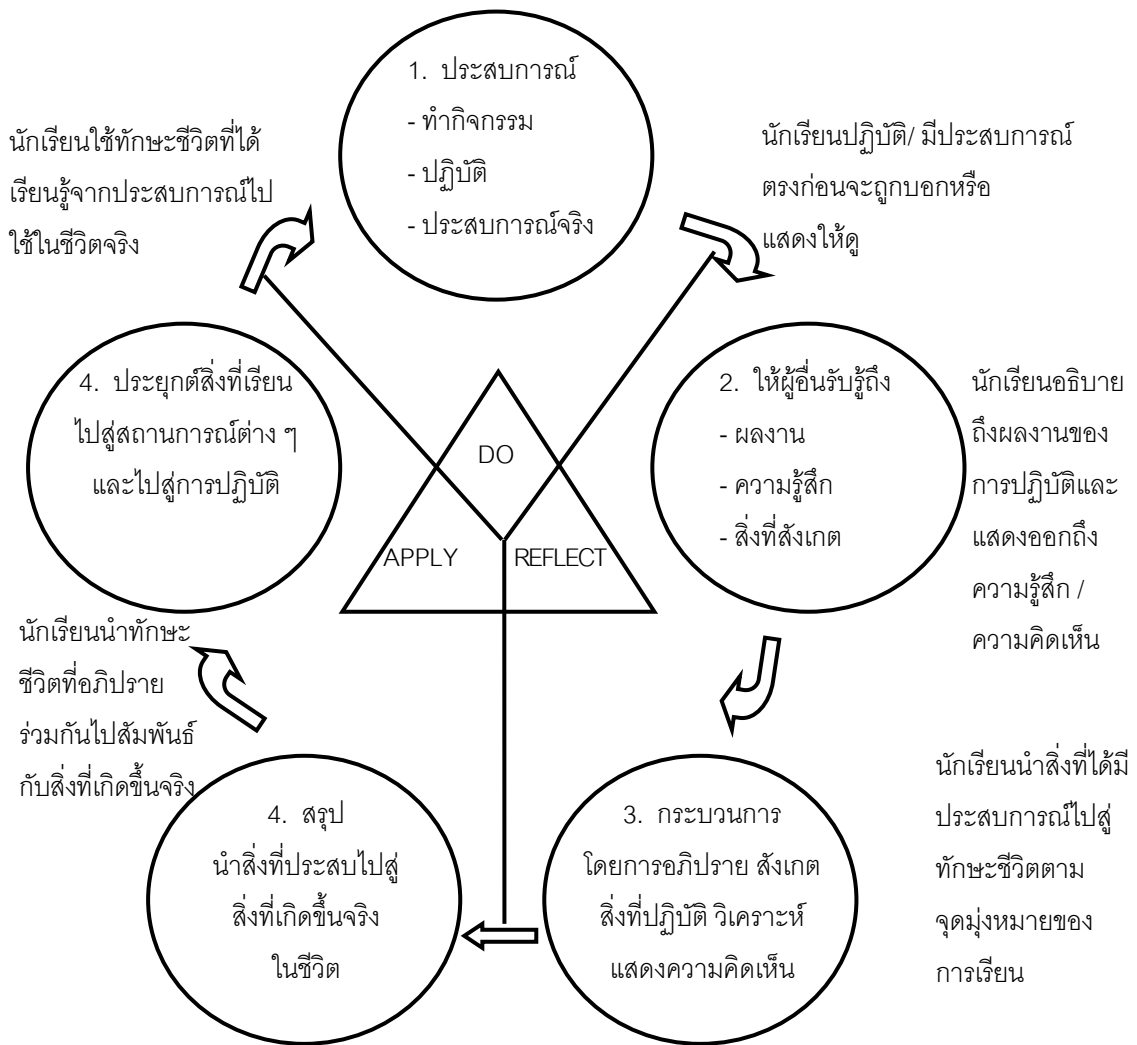 1. ประสบการณ์
- ทำกิจกรรม
- ปฏิบัติ
- ประสบการณ์จริง
นักเรียนใช้ทักษะชีวิตที่ได้
เรียนรู้จากประสบการณ์ไป
ใช้ในชีวิตจริง
นักเรียนปฏิบัติ/ มีประสบการณ์
ตรงก่อนจะถูกบอกหรือ
แสดงให้ดู
4. ประยุกต์สิ่งที่เรียน
ไปสู่สถานการณ์ต่าง ๆ
และไปสู่การปฏิบัติ
DO
APPLY
REFLECT
2. ให้ผู้อื่นรับรู้ถึง
- ผลงาน
- ความรู้สึก
- สิ่งที่สังเกต
นักเรียนอธิบาย
ถึงผลงานของ
การปฏิบัติและ
แสดงออกถึง
ความรู้สึก /
ความคิดเห็น
นักเรียนนำทักษะ
ชีวิตที่อภิปราย
ร่วมกันไปสัมพันธ์
กับสิ่งที่เกิดขึ้นจริง
4. สรุป
นำสิ่งที่ประสบไปสู่
สิ่งที่เกิดขึ้นจริง
ในชีวิต
3. กระบวนการ
โดยการอภิปราย สังเกต
สิ่งที่ปฏิบัติ วิเคราะห์
แสดงความคิดเห็น
นักเรียนนำสิ่งที่ได้มี
ประสบการณ์ไปสู่
ทักษะชีวิตตาม
จุดมุ่งหมายของ
การเรียน